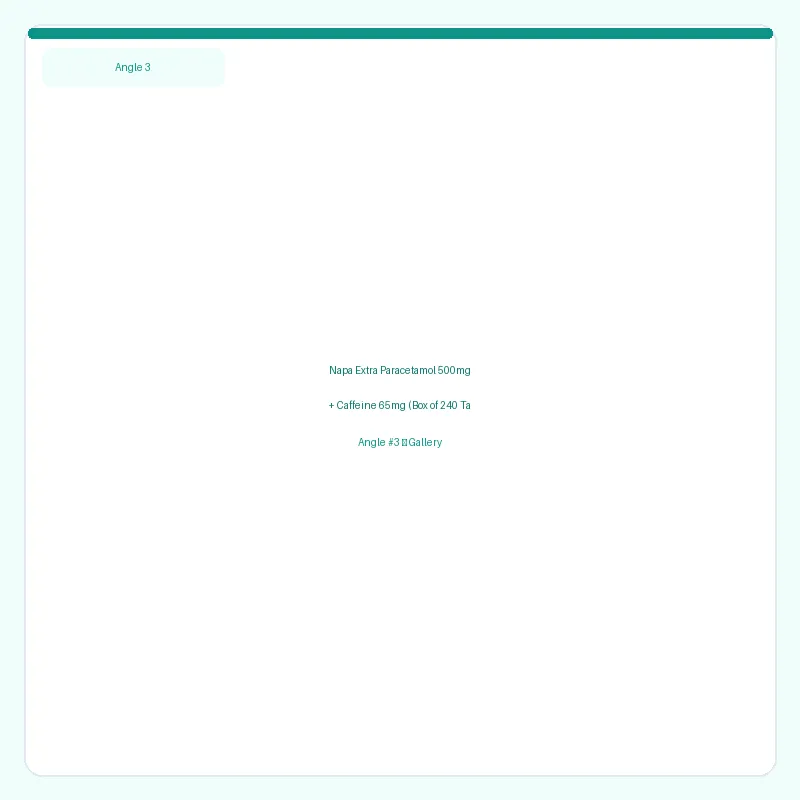 Angle 3
Napa Extra Paracetamol 500mg
+ Caffeine 65mg (Box of 240 Ta
Angle #3 Gallery